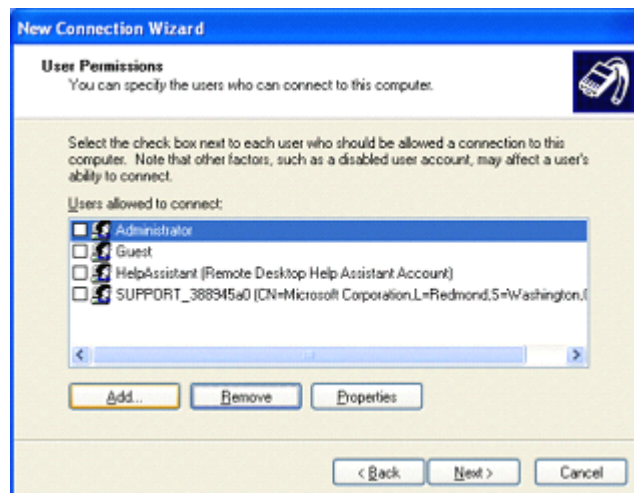 New Connection Wizard
User Permissions
You can specify the users who can connect to this computer.
Select the check box next to each user who should be allowed a connection to this
computer. Note that other factors, such as a disabled user account, may affect a user's
ability to connect.
Users allowed to connect:
Administrator
Guest
HelpAssistant (Remote Desktop Help Assistant Account)
SUPPORT_388945a0 (CN=Microsoft Corporation,L=Redmond,S=Washington,
Add...
Remove
Properties
< Back
Next >
Cancel